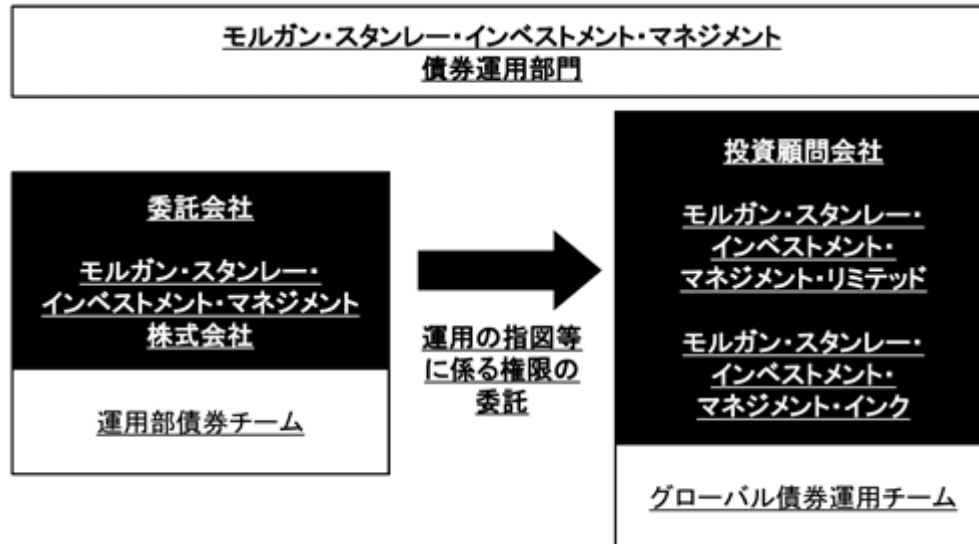 モルガン・スタンレー・インベストメント・マネジメント
債券運用部門
委託会社
モルガン・スタンレー・
インベストメント・マネジメント
株式会社
運用部債券チーム
運用の指図等
に係る権限の
委託
投資顧問会社
モルガン・スタンレー・
インベストメント・
マネジメント・リミテッド
モルガン・スタンレー・
インベストメント・
マネジメント・インク
グローバル債券運用チーム